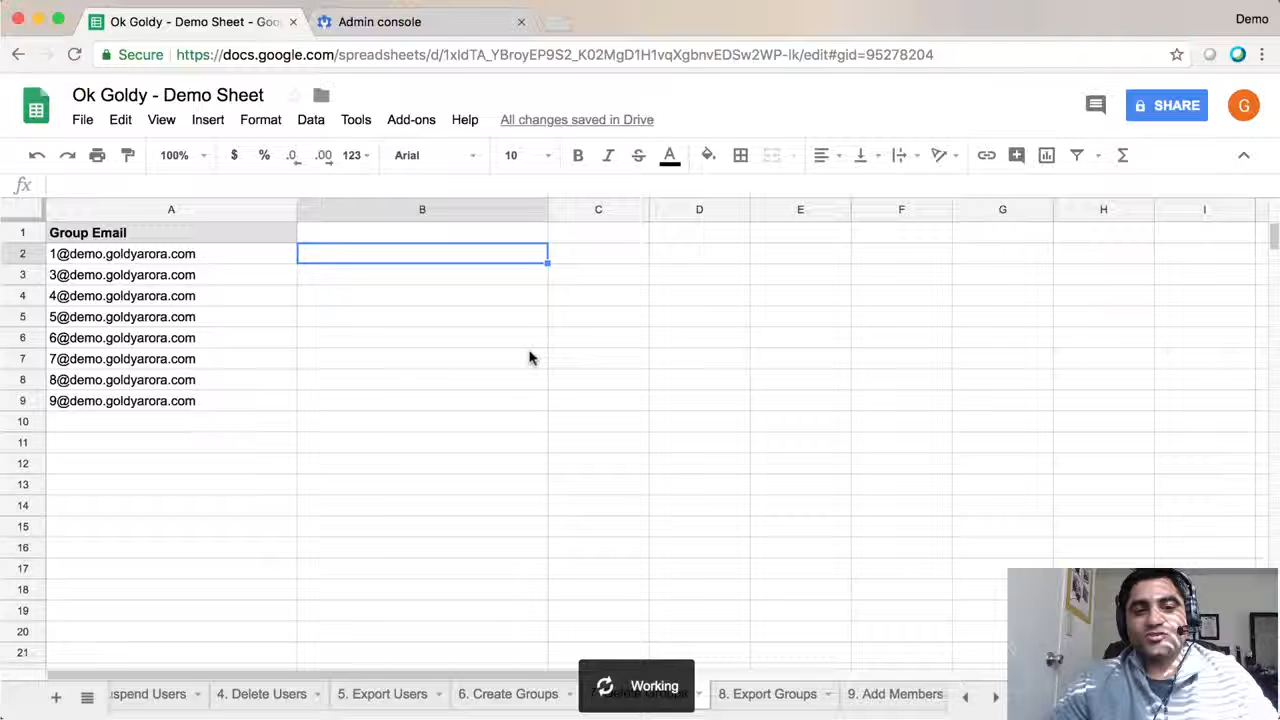 Ok Goldy - Demo Sheet - Goo
Admin console
Demo
Secure https://docs.google.com/spreadsheets/d/1xldTA_YBroyEP9S2_K02MgD1H1vqXgbnvEDSw2WP-lk/edit#gid=95278204
Ok Goldy - Demo Sheet
SHARE
G
File Edit View Insert Format Data Tools Add-ons Help All changes saved in Drive
100% $ % .0 .00 123 Arial 10 B I S A Σ
fx
A B C D E F G H I
1 Group Email
2 1@demo.goldyarora.com
3 3@demo.goldyarora.com
4 4@demo.goldyarora.com
5 5@demo.goldyarora.com
6 6@demo.goldyarora.com
7 7@demo.goldyarora.com
8 8@demo.goldyarora.com
9 9@demo.goldyarora.com
10
11
12
13
14
15
16
17
18
19
20
21
Working
spend Users 4. Delete Users 5. Export Users 6. Create Groups 8. Export Groups 9. Add Members